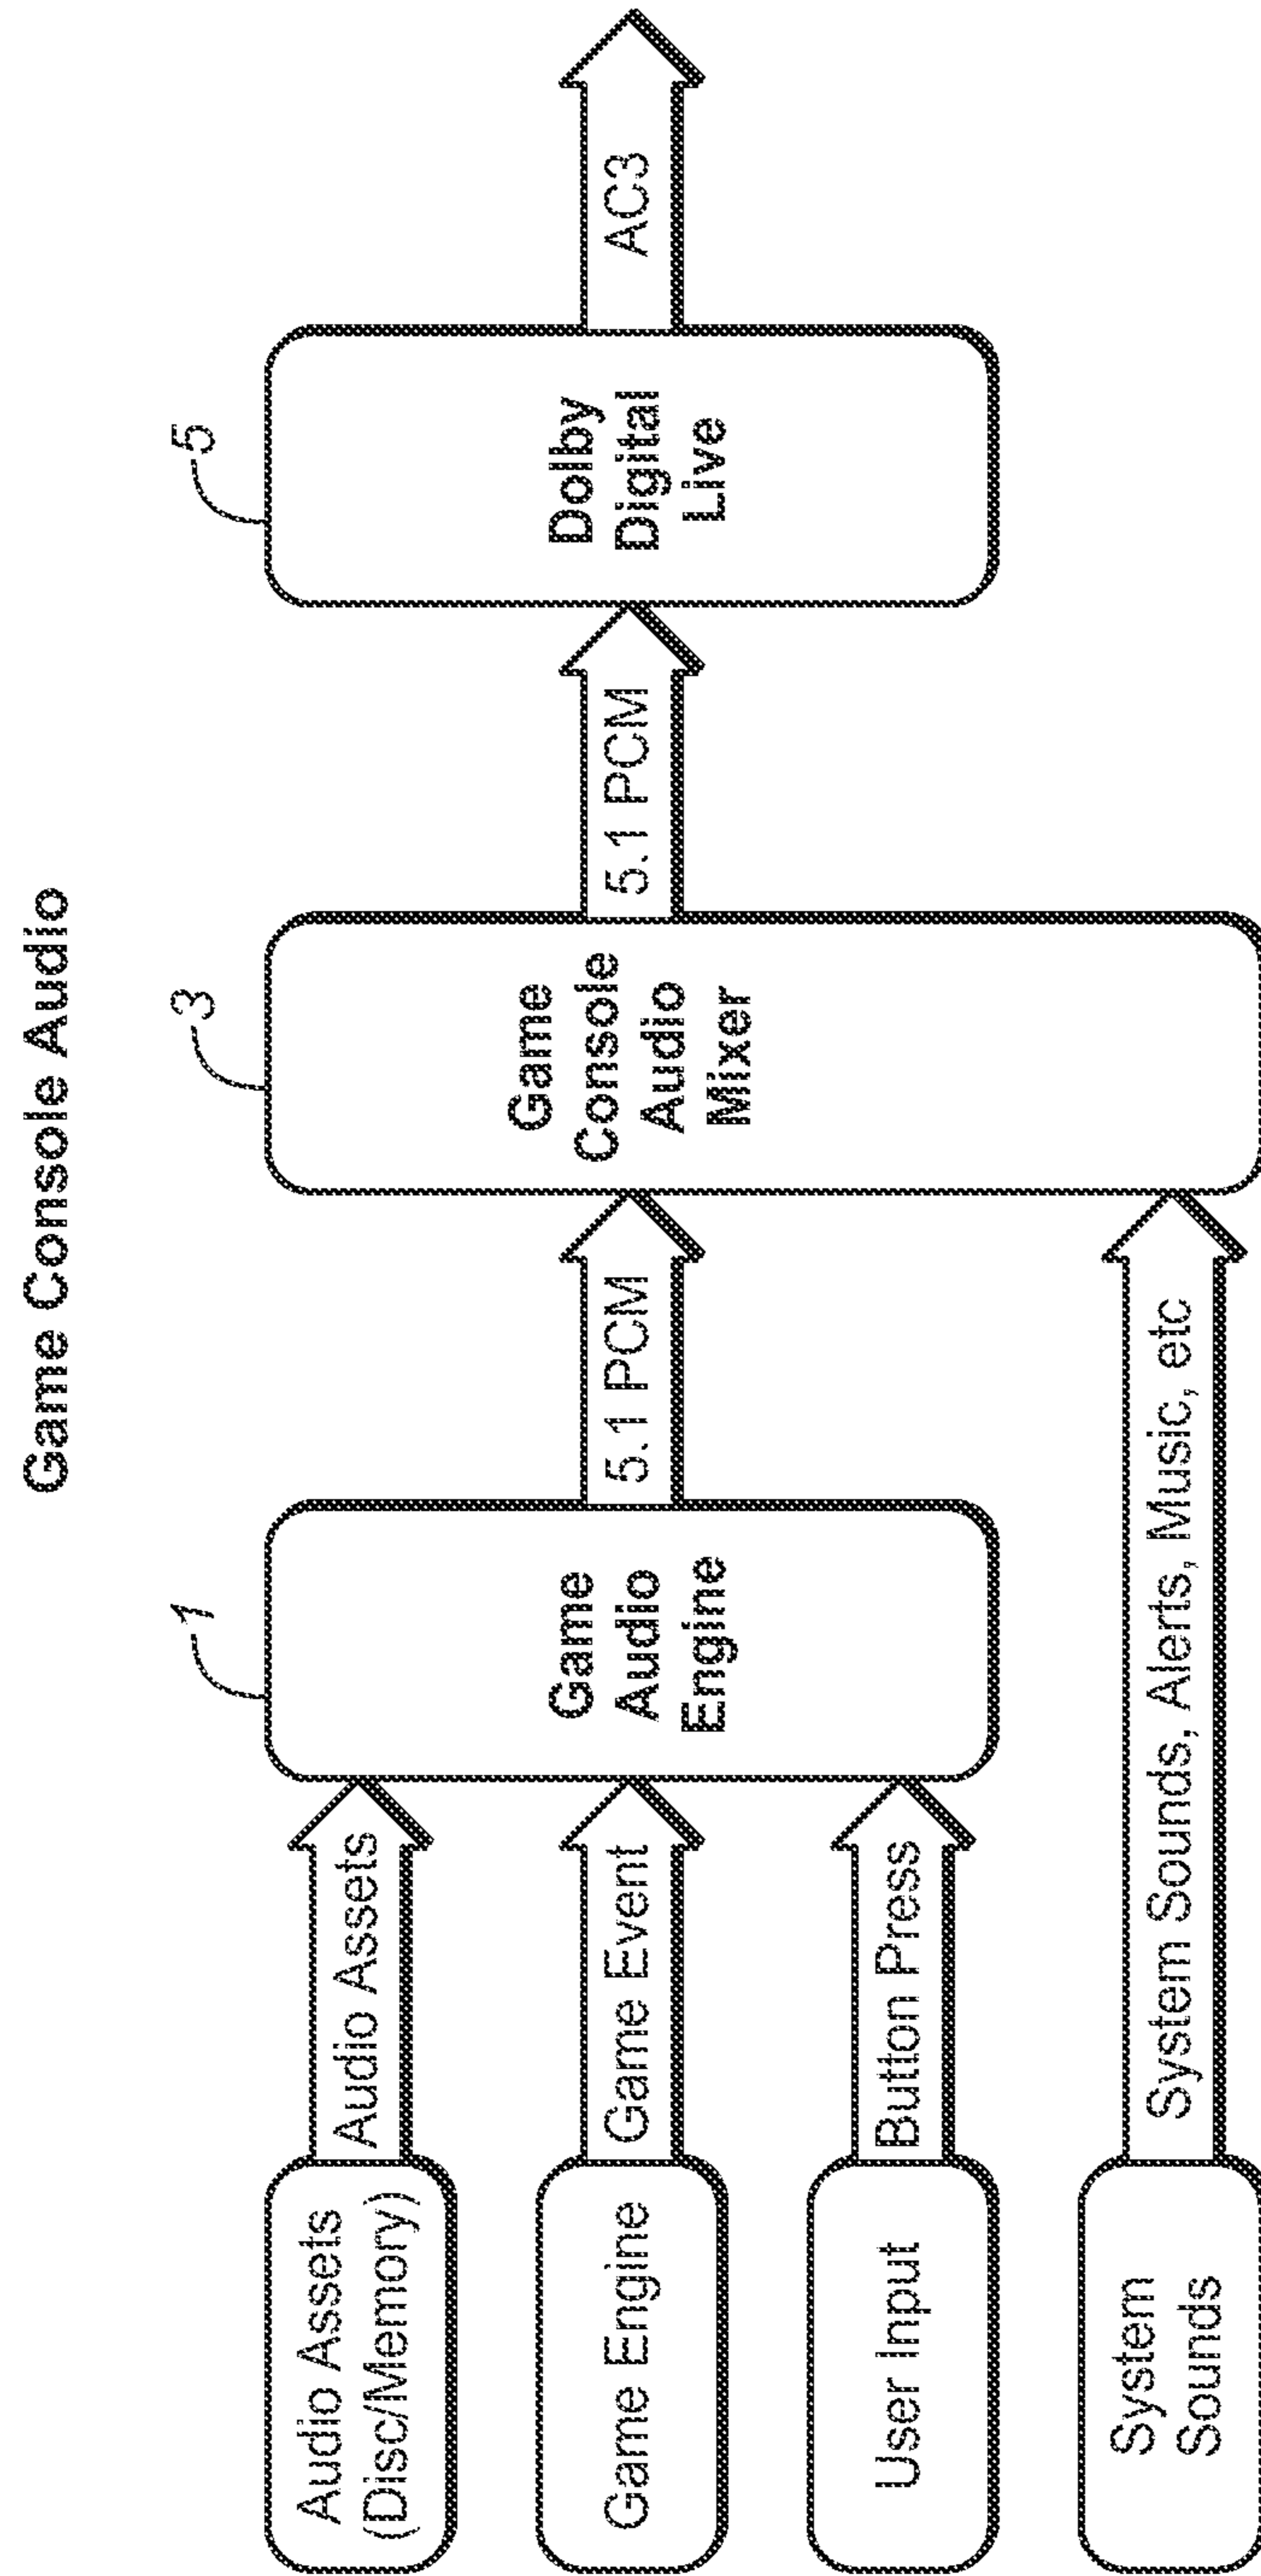 Game Console Audio
1
3
5
Audio Assets
(Disc/Memory)
Audio Assets
Game Engine
Game Event
User Input
Button Press
System
Sounds
System Sounds, Alerts, Music, etc
Game
Audio
Engine
5.1 PCM
Game
Console
Audio
Mixer
5.1 PCM
Dolby
Digital
Live
AC3